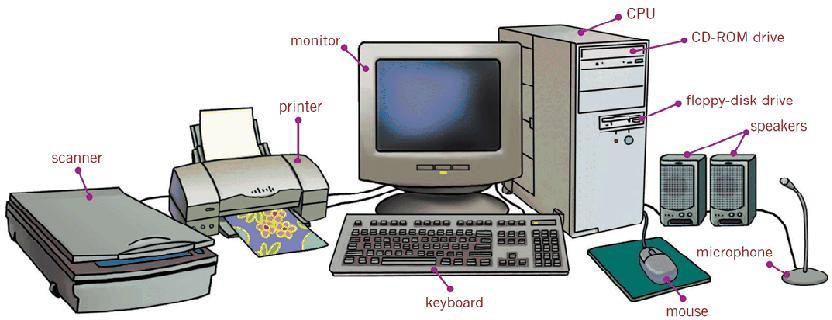 CPU
monitor
CD-ROM drive
printer
floppy-disk drive
speakers
scanner
microphone
keyboard
mouse